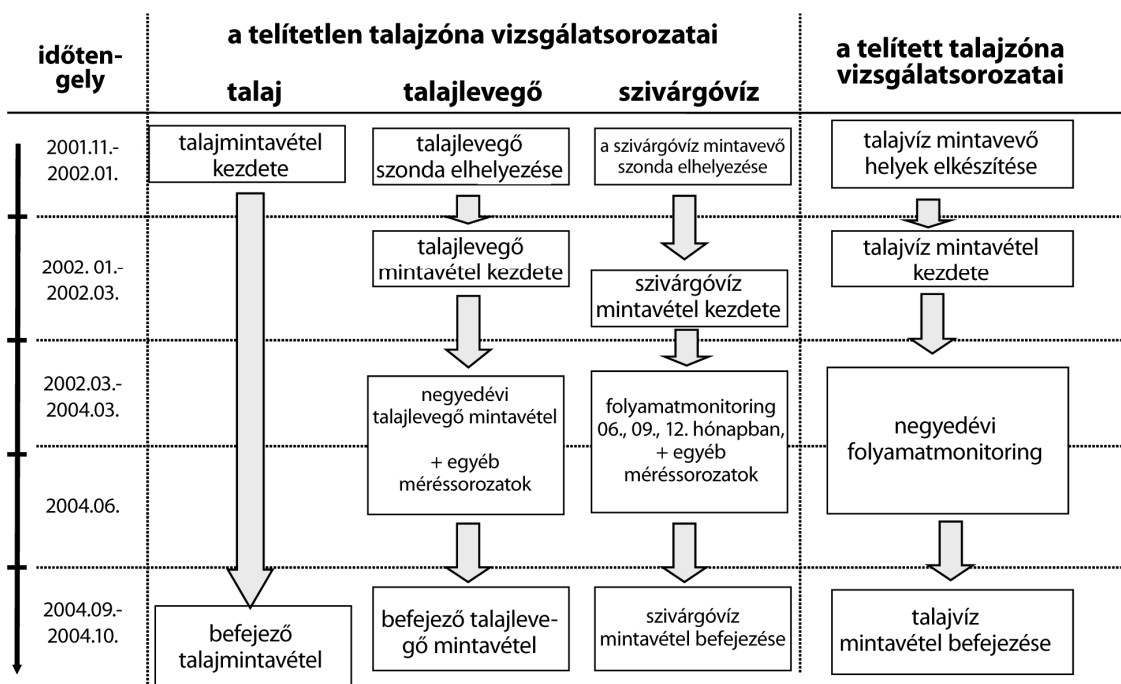 időten-
gely
a telítetlen talajzóna vizsgálatsorozatai
talaj
talajlevegő
szivárgóvíz
a telített talajzóna
vizsgálatsorozatai
2001.11.-
2002.01.
talajmintavétel
kezdete
talajlevegő
szonda elhelyezése
a szivárgóvíz mintavevő
szonda elhelyezése
talajvíz mintavevő
helyek elkészítése
2002. 01.-
2002.03.
talajlevegő
mintavétel kezdete
szivárgóvíz
mintavétel kezdete
talajvíz mintavétel
kezdete
2002.03.-
2004.03.
2004.06.
negyedévi
talajlevegő mintavétel
+ egyéb
méréssorozatok
folyamatmonitoring
06., 09., 12. hónapban,
+ egyéb
méréssorozatok
negyedévi
folyamatmonitoring
2004.09.-
2004.10.
befejező
talajmintavétel
befejező talajleve-
gő mintavétel
szivárgóvíz
mintavétel befejezése
talajvíz
mintavétel befejezése